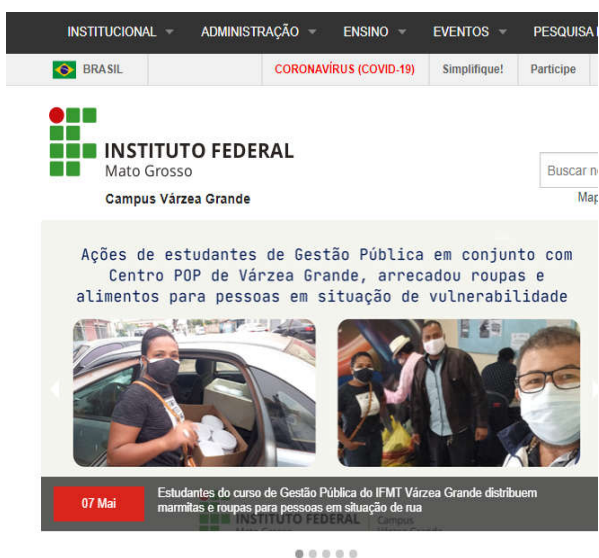 INSTITUCIONAL ADMINISTRAÇÃO ENSINO EVENTOS PESQUISA
BRASIL CORONAVÍRUS (COVID-19) Simplifique! Participe
INSTITUTO FEDERAL
Mato Grosso
Campus Várzea Grande
Buscar
Map
Ações de estudantes de Gestão Pública em conjunto com
Centro POP de Várzea Grande, arrecadou roupas e
alimentos para pessoas em situação de vulnerabilidade
07 Mai
Estudantes do curso de Gestão Pública do IFMT Várzea Grande distribuem
marmitas e roupas para pessoas em situação de rua
INSTITUTO FEDERAL Campus
Mato Grosso Várzea Grande